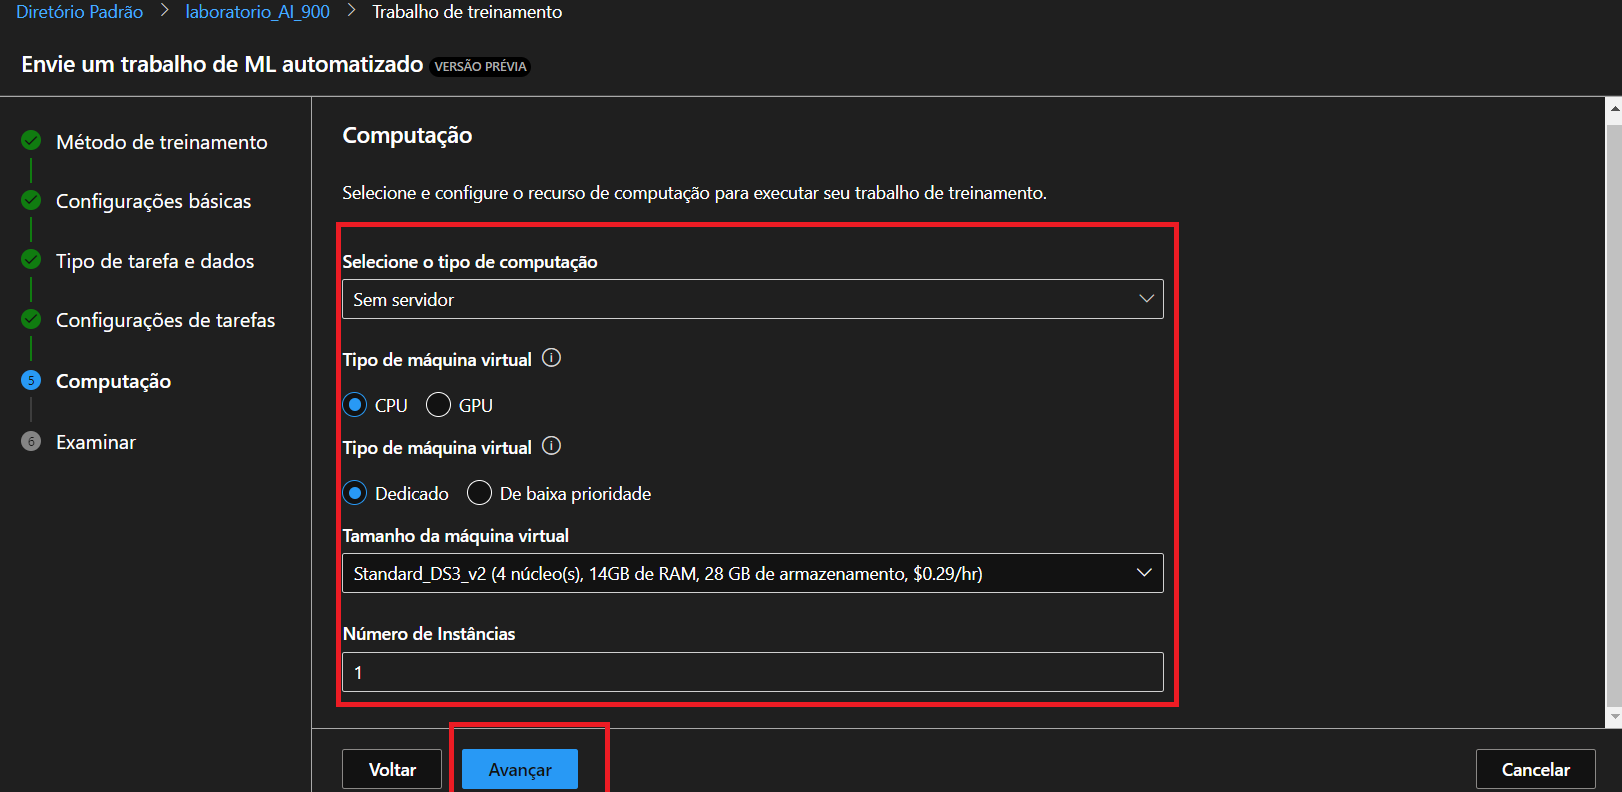 Diretório Padrão > laboratorio_AI_900 > Trabalho de treinamento
Envie um trabalho de ML automatizado VERSÃO PRÉVIA
Método de treinamento
Configurações básicas
Tipo de tarefa e dados
Configurações de tarefas
5 Computação
6 Examinar
Computação
Selecione e configure o recurso de computação para executar seu trabalho de treinamento.
Selecione o tipo de computação
Sem servidor
Tipo de máquina virtual
CPU GPU
Tipo de máquina virtual
Dedicado De baixa prioridade
Tamanho da máquina virtual
Standard_DS3_v2 (4 núcleo(s), 14GB de RAM, 28 GB de armazenamento, $0.29/hr)
Número de Instâncias
1
Voltar Avançar Cancelar